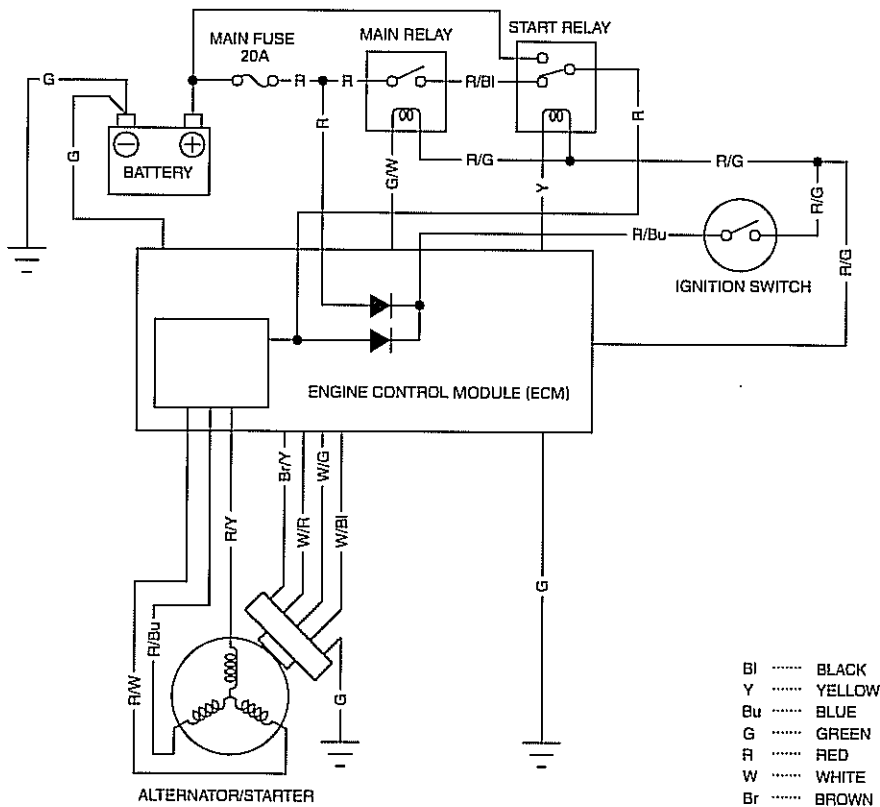 MAIN FUSE
20A
MAIN RELAY
START RELAY
G
R
R
R/Bl
R
R
G
BATTERY
G/W
R/G
Y
R/G
R/G
R/Bu
IGNITION SWITCH
R/G
ENGINE CONTROL MODULE (ECM)
Br/Y
W/R
W/G
W/Bl
R/Y
G
R/Bu
R/W
G
ALTERNATOR/STARTER
Bl ...... BLACK
Y ...... YELLOW
Bu ...... BLUE
G ...... GREEN
R ...... RED
W ...... WHITE
Br ...... BROWN